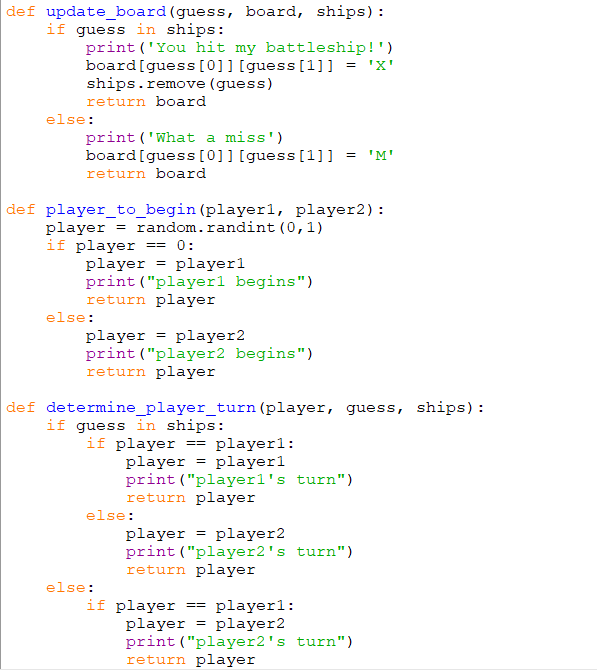 def update_board(guess, board, ships):
    if guess in ships:
        print('You hit my battleship!')
        board[guess[0]][guess[1]] = 'X'
        ships.remove(guess)
        return board
    else:
        print('What a miss')
        board[guess[0]][guess[1]] = 'M'
        return board

def player_to_begin(player1, player2):
    player = random.randint(0,1)
    if player == 0:
        player = player1
        print("player1 begins")
        return player
    else:
        player = player2
        print("player2 begins")
        return player

def determine_player_turn(player, guess, ships):
    if guess in ships:
        if player == player1:
            player = player1
            print("player1's turn")
            return player
        else:
            player = player2
            print("player2's turn")
            return player
    else:
        if player == player1:
            player = player2
            print("player2's turn")
            return player